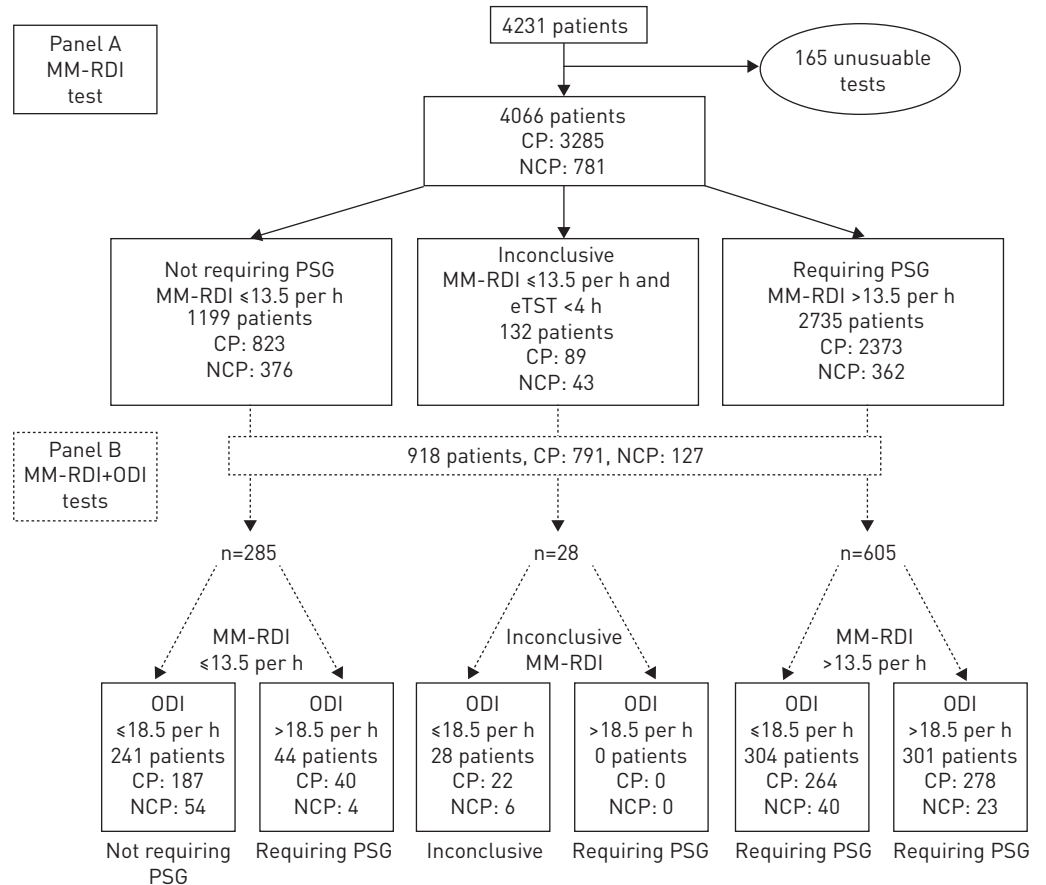 Panel A
MM-RDI
test
4231 patients
165 unusuable
tests
4066 patients
CP: 3285
NCP: 781
Not requiring PSG
MM-RDI ⩽13.5 per h
1199 patients
CP: 823
NCP: 376
Inconclusive
MM-RDI ⩽13.5 per h and
eTST <4 h
132 patients
CP: 89
NCP: 43
Requiring PSG
MM-RDI >13.5 per h
2735 patients
CP: 2373
NCP: 362
Panel B
MM-RDI+ODI
tests
918 patients, CP: 791, NCP: 127
n=285
n=28
n=605
MM-RDI
⩽13.5 per h
Inconclusive
MM-RDI
MM-RDI
>13.5 per h
ODI
⩽18.5 per h
241 patients
CP: 187
NCP: 54
ODI
>18.5 per h
44 patients
CP: 40
NCP: 4
ODI
⩽18.5 per h
28 patients
CP: 22
NCP: 6
ODI
>18.5 per h
0 patients
CP: 0
NCP: 0
ODI
⩽18.5 per h
304 patients
CP: 264
NCP: 40
ODI
>18.5 per h
301 patients
CP: 278
NCP: 23
Not requiring
PSG
Requiring PSG
Inconclusive
Requiring PSG
Requiring PSG
Requiring PSG